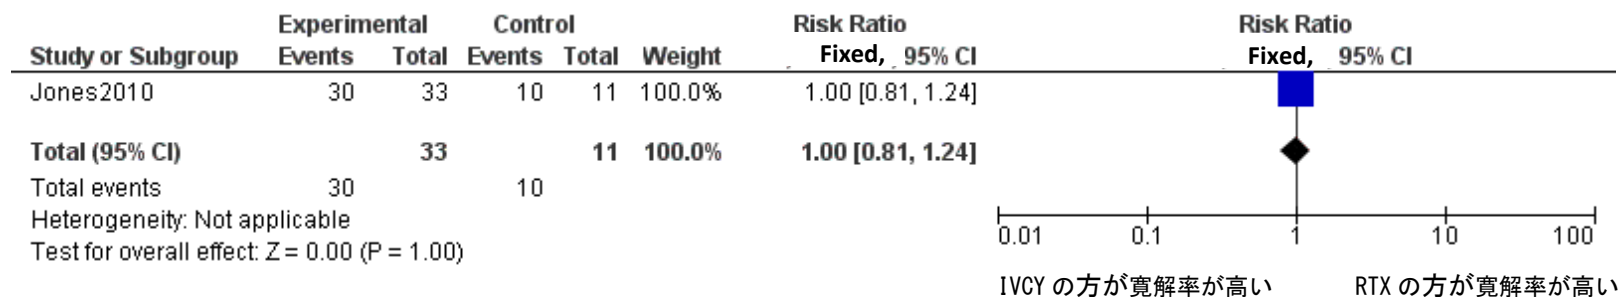 Experimental Control Risk Ratio Risk Ratio
Study or Subgroup Events Total Events Total Weight Fixed, 95% CI Fixed, 95% CI
Jones2010 30 33 10 11 100.0% 1.00 [0.81, 1.24]
Total (95% CI) 33 11 100.0% 1.00 [0.81, 1.24]
Total events 30 10
Heterogeneity: Not applicable
Test for overall effect: Z = 0.00 (P = 1.00)
0.01 0.1 1 10 100
IVCY の方が寛解率が高い RTX の方が寛解率が高い